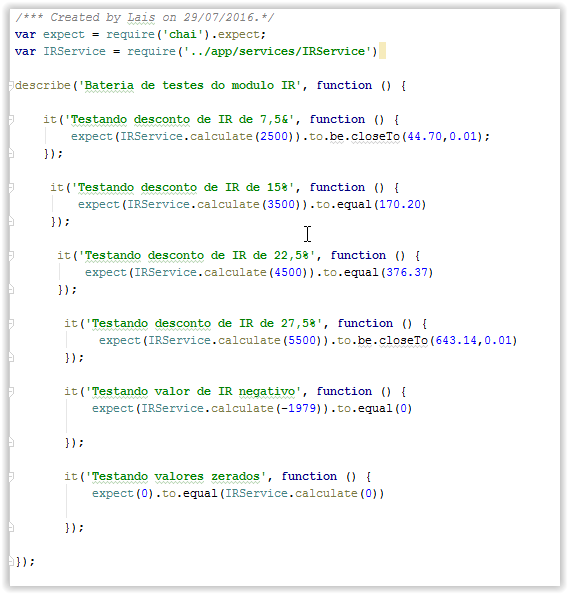 /*** Created by Lais on 29/07/2016.*/
var expect = require('chai').expect;
var IRService = require('../app/services/IRService')
describe('Bateria de testes do modulo IR', function () {
it('Testando desconto de IR de 7,5&', function () {
expect(IRService.calculate(2500)).to.be.closeTo(44.70,0.01);
});
it('Testando desconto de IR de 15%', function () {
expect(IRService.calculate(3500)).to.equal(170.20)
});
it('Testando desconto de IR de 22,5%', function () {
expect(IRService.calculate(4500)).to.equal(376.37)
});
it('Testando desconto de IR de 27,5%', function () {
expect(IRService.calculate(5500)).to.be.closeTo(643.14,0.01)
});
it('Testando valor de IR negativo', function () {
expect(IRService.calculate(-1979)).to.equal(0)
});
it('Testando valores zerados', function () {
expect(0).to.equal(IRService.calculate(0))
});
});